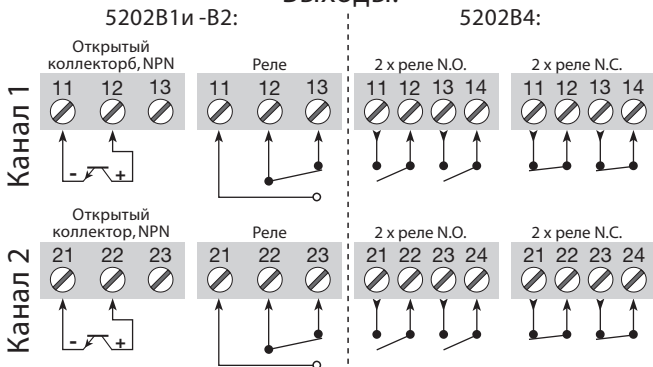 Выходы:
5202B1и -B2:
5202B4:
Открытый
коллекторб, NPN
Реле
2 x реле N.O.
2 x реле N.C.
11 12 13
11 12 13
11 12 13 14
11 12 13 14
Канал 1
- +
Открытый
коллектор, NPN
Реле
2 x реле N.O.
2 x реле N.C.
21 22 23
21 22 23
21 22 23 24
21 22 23 24
Канал 2
- +